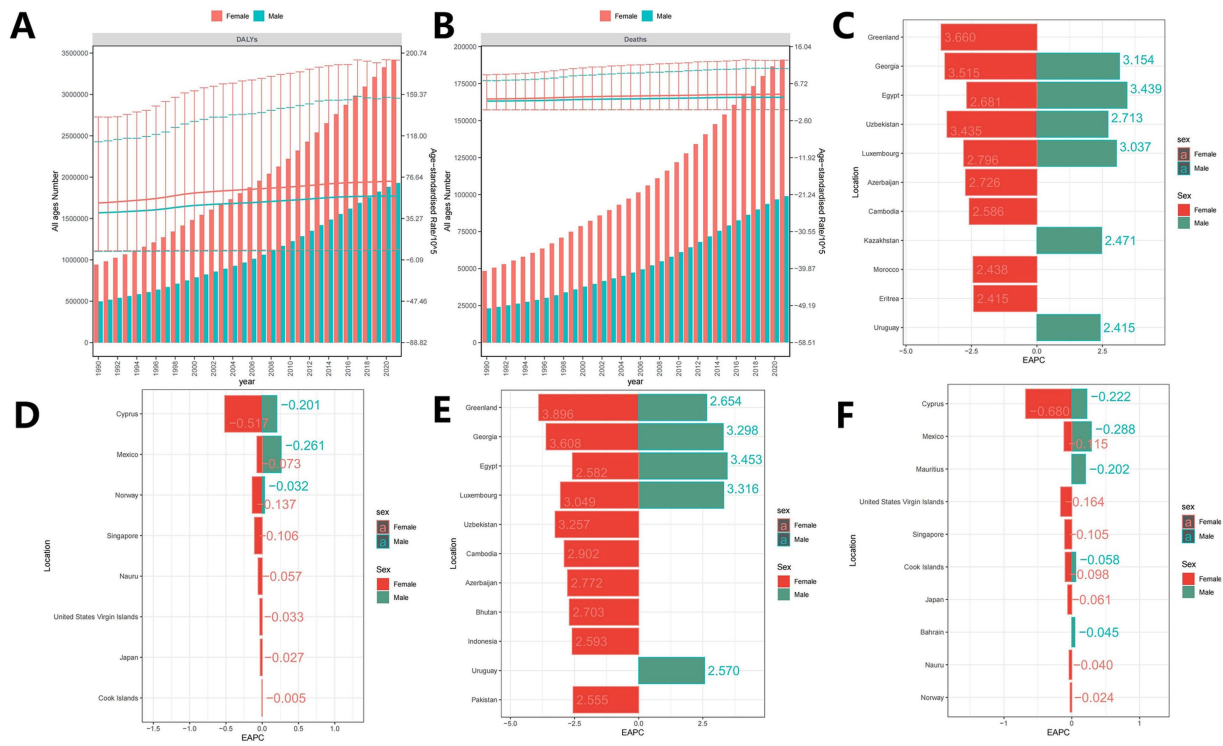 A
Female Male
DALYs
3500000
3000000
2500000
2000000
1500000
1000000
500000
0
All ages Number
200.74
159.37
118.00
76.64
35.27
−6.09
−47.46
−88.82
Age−standardised Rate/10^5
1990 1992 1994 1996 1998 2000 2002 2004 2006 2008 2010 2012 2014 2016 2018 2020
year
B
Female Male
Deaths
200000
175000
150000
125000
100000
75000
50000
25000
0
All ages Number
16.04
6.72
−2.60
−11.92
−21.24
−30.55
−39.87
−49.19
−58.51
Age−standardised Rate/10^5
1990 1992 1994 1996 1998 2000 2002 2004 2006 2008 2010 2012 2014 2016 2018 2020
year
C
Location
Greenland 3.660
Georgia 3.515 3.154
Egypt 2.681 3.439
Uzbekistan 3.435 2.713
Luxembourg 2.796 3.037
Azerbaijan 2.726
Cambodia 2.586
Kazakhstan 2.471
Morocco 2.438
Eritrea 2.415
Uruguay 2.415
−5.0 −2.5 0.0 2.5
EAPC
sex
a Female
a Male
Sex
Female
Male
D
Location
Cyprus −0.517 −0.201
Mexico −0.261 −0.073
Norway −0.032 −0.137
Singapore −0.106
Nauru −0.057
United States Virgin Islands −0.033
Japan −0.027
Cook Islands −0.005
−1.5 −1.0 −0.5 0.0 0.5 1.0
EAPC
sex
a Female
a Male
Sex
Female
Male
E
Location
Greenland 3.896 2.654
Georgia 3.608 3.298
Egypt 2.582 3.453
Luxembourg 3.049 3.316
Uzbekistan 3.257
Cambodia 2.902
Azerbaijan 2.772
Bhutan 2.703
Indonesia 2.593
Uruguay 2.570
Pakistan 2.555
−5.0 −2.5 0.0 2.5
EAPC
sex
a Female
a Male
Sex
Female
Male
F
Location
Cyprus −0.680 −0.222
Mexico −0.288 −0.115
Mauritius −0.202
United States Virgin Islands −0.164
Singapore −0.105
Cook Islands −0.058 −0.098
Japan −0.061
Bahrain −0.045
Nauru −0.040
Norway −0.024
−1 0 1
EAPC
sex
a Female
a Male
Sex
Female
Male